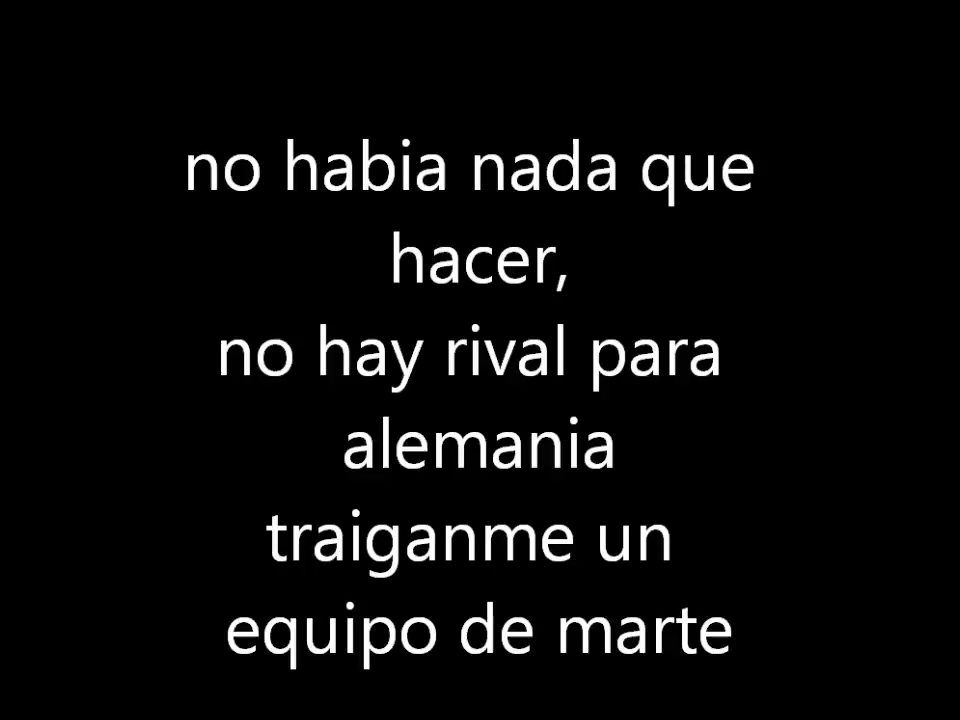 no habia nada que
hacer,
no hay rival para
alemania
traiganme un
equipo de marte